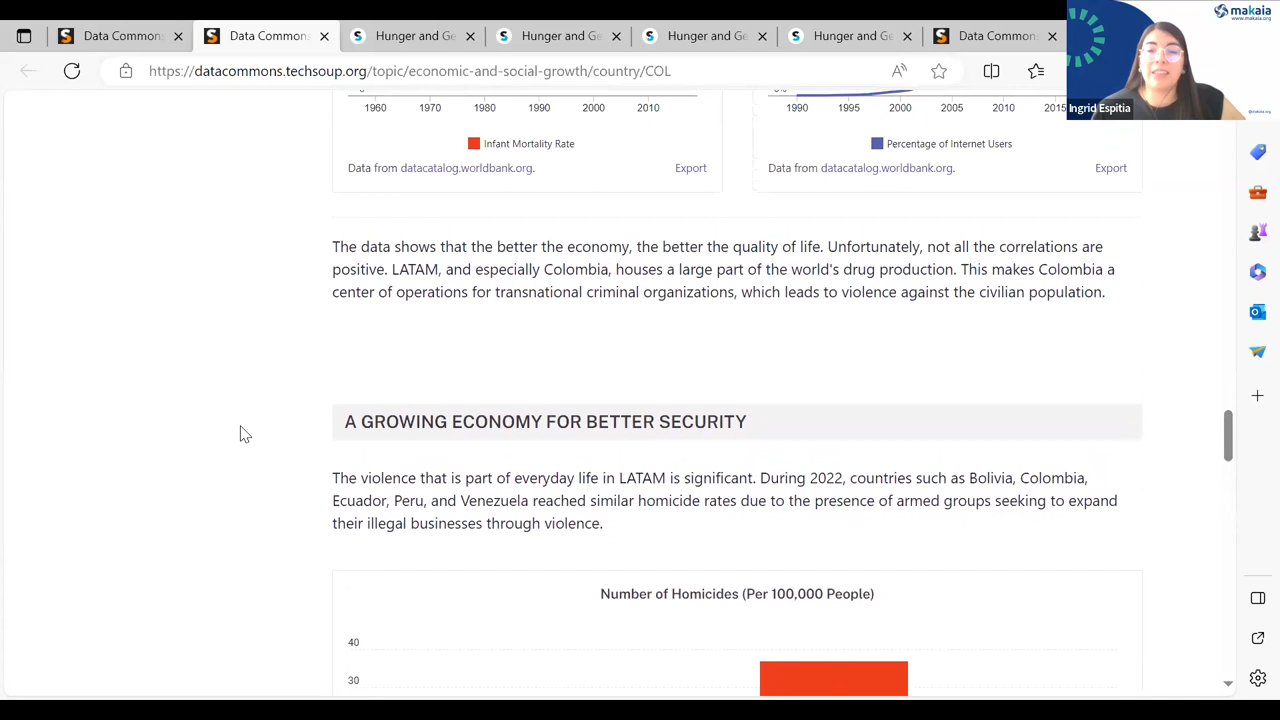 Data Commons
Data Commons
Hunger and Ge
Hunger and Ge
Hunger and Ge
Hunger and Ge
Data Commons
makaia
www.makaia.org
https://datacommons.techsoup.org/topic/economic-and-social-growth/country/COL
Ingrid Espitia
@makaia.org
1960 1970 1980 1990 2000 2010
1990 1995 2000 2005 2010 2015
Infant Mortality Rate
Percentage of Internet Users
Data from datacatalog.worldbank.org. Export
Data from datacatalog.worldbank.org. Export
The data shows that the better the economy, the better the quality of life. Unfortunately, not all the correlations are
positive. LATAM, and especially Colombia, houses a large part of the world's drug production. This makes Colombia a
center of operations for transnational criminal organizations, which leads to violence against the civilian population.
A GROWING ECONOMY FOR BETTER SECURITY
The violence that is part of everyday life in LATAM is significant. During 2022, countries such as Bolivia, Colombia,
Ecuador, Peru, and Venezuela reached similar homicide rates due to the presence of armed groups seeking to expand
their illegal businesses through violence.
Number of Homicides (Per 100,000 People)
40
30